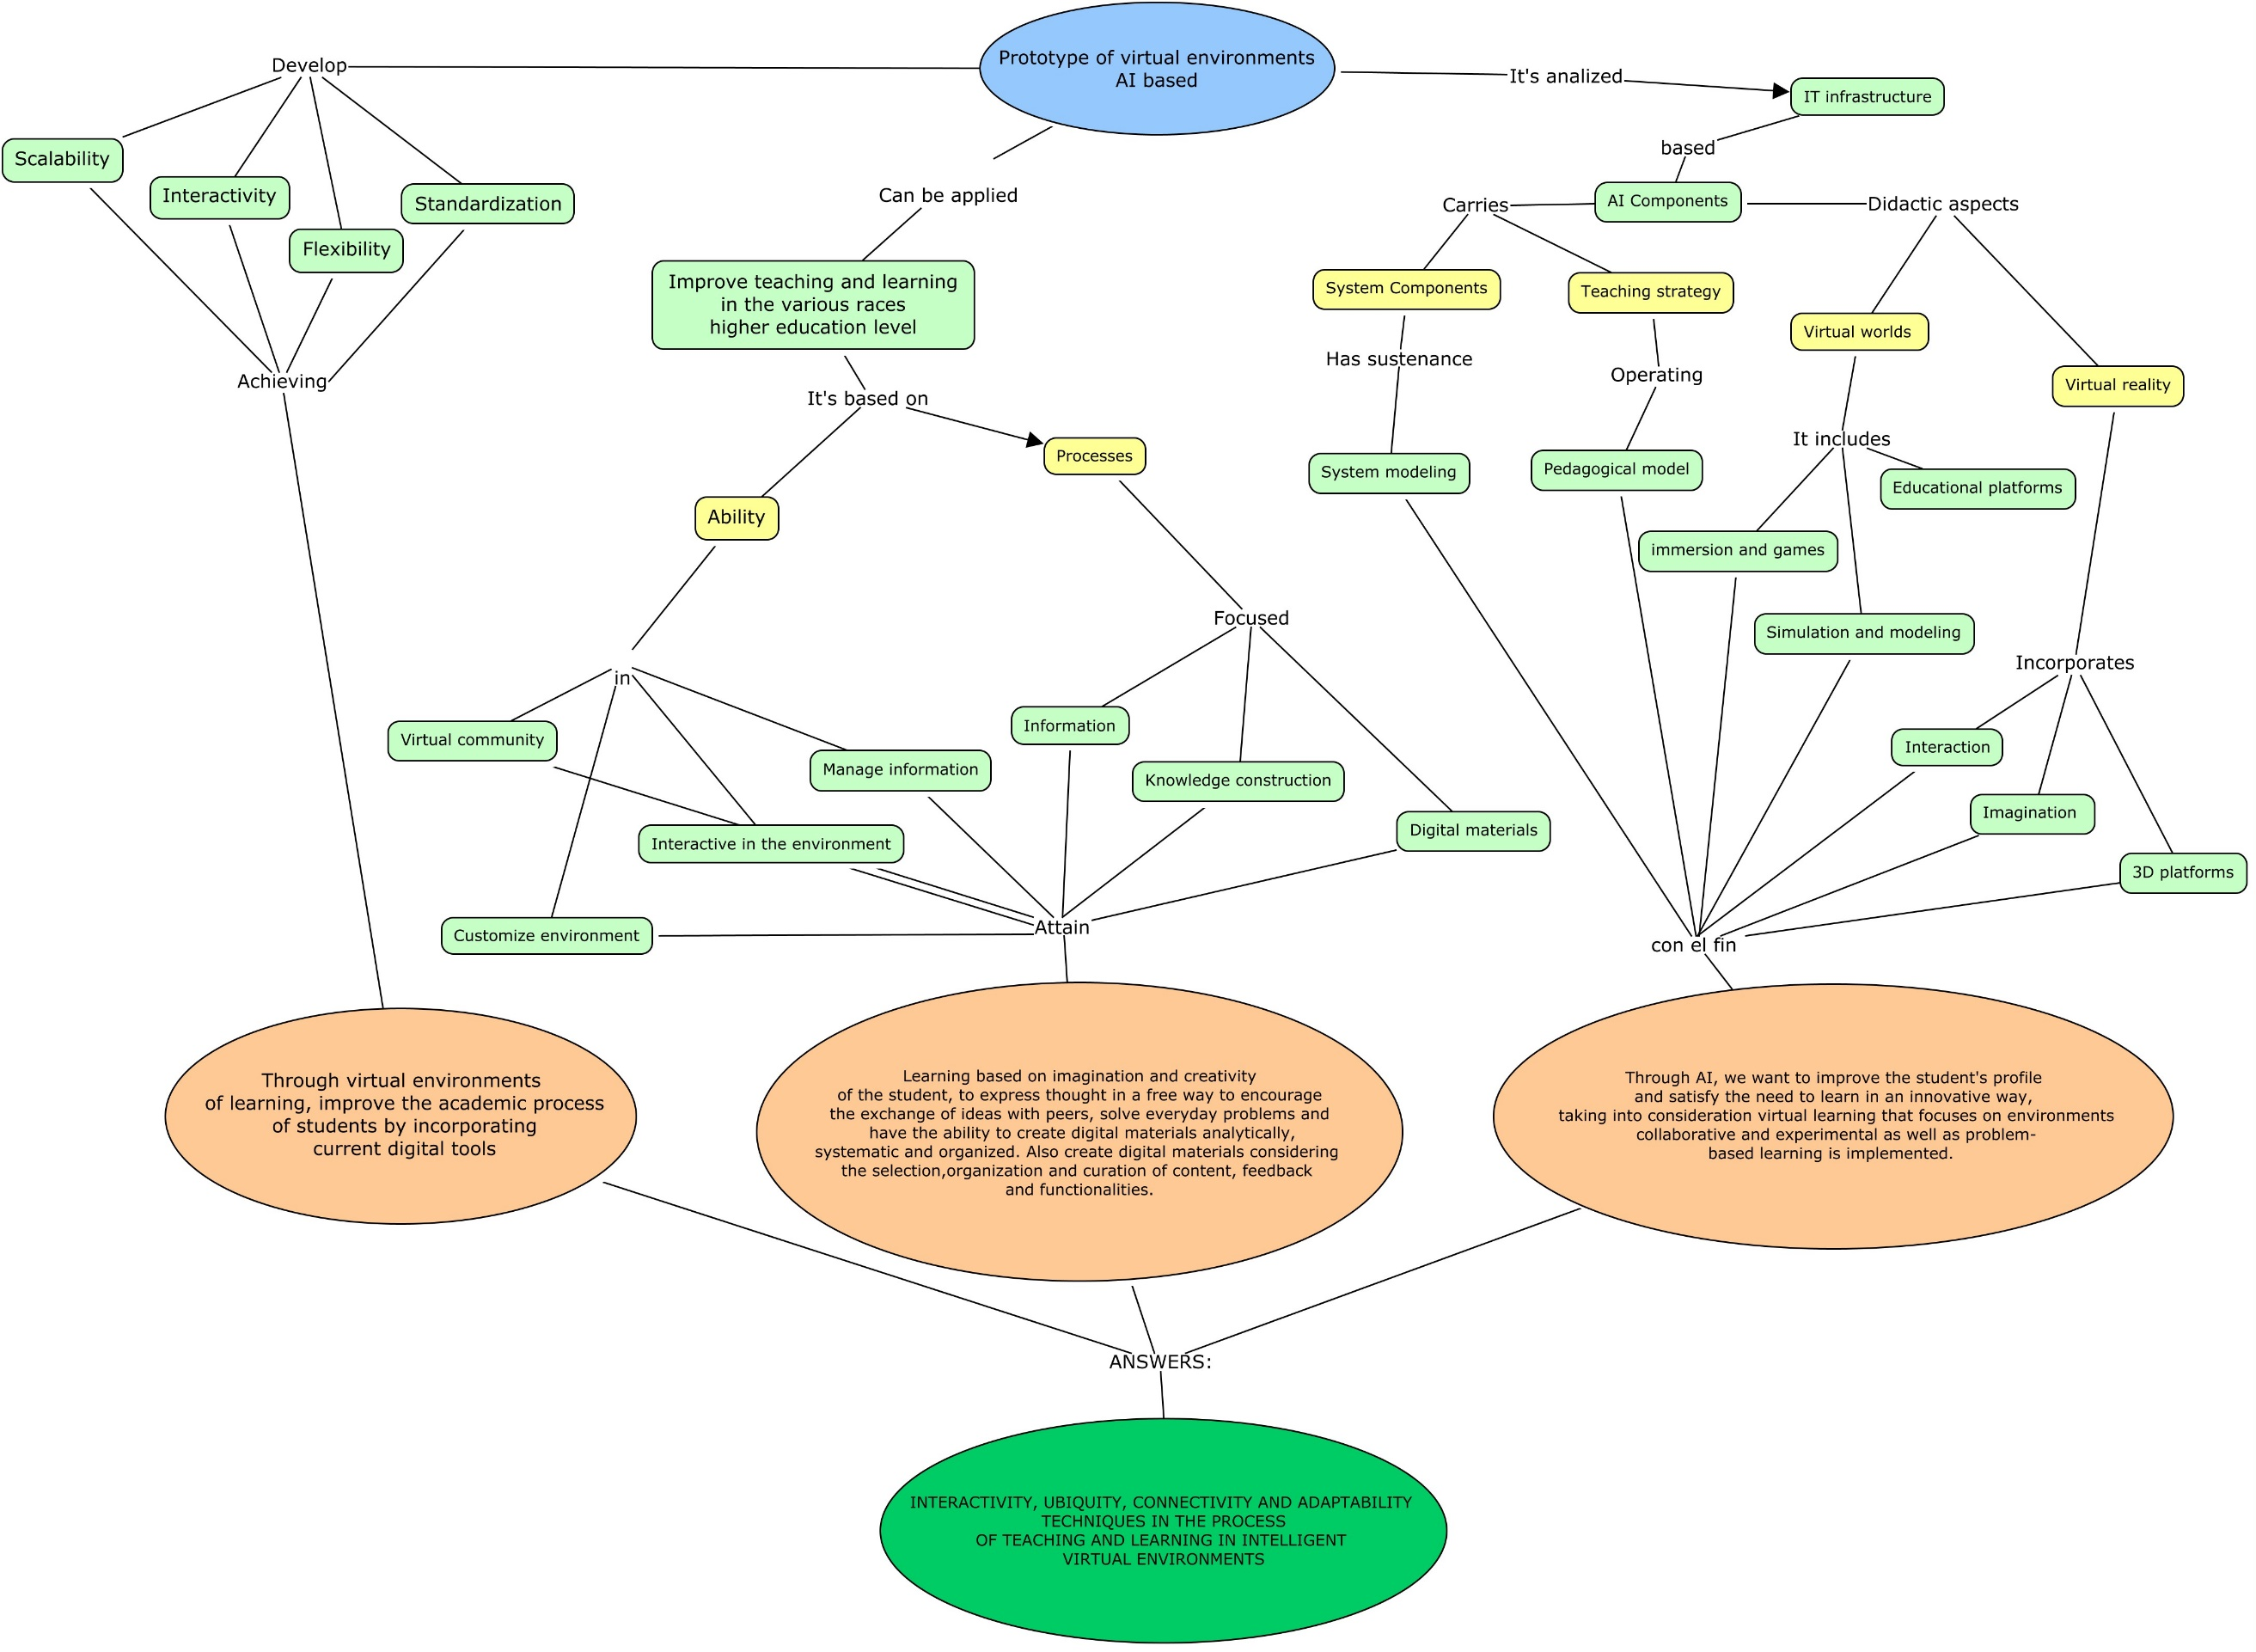 Prototype of virtual environments
AI based
Develop
It's analized
IT infrastructure
based
Scalability
Interactivity
Standardization
Flexibility
Can be applied
Carries
AI Components
Didactic aspects
Improve teaching and learning
in the various races
higher education level
System Components
Teaching strategy
Virtual worlds
Has sustenance
Operating
Virtual reality
Achieving
It's based on
Processes
It includes
System modeling
Pedagogical model
Educational platforms
Ability
immersion and games
Focused
Simulation and modeling
Incorporates
in
Virtual community
Manage information
Information
Knowledge construction
Interaction
Imagination
Interactive in the environment
Digital materials
3D platforms
Customize environment
Attain
con el fin
Through virtual environments
of learning, improve the academic process
of students by incorporating
current digital tools
Learning based on imagination and creativity
of the student, to express thought in a free way to encourage
the exchange of ideas with peers, solve everyday problems and
have the ability to create digital materials analytically,
systematic and organized. Also create digital materials considering
the selection,organization and curation of content, feedback
and functionalities.
Through AI, we want to improve the student's profile
and satisfy the need to learn in an innovative way,
taking into consideration virtual learning that focuses on environments
collaborative and experimental as well as problem-
based learning is implemented.
ANSWERS:
INTERACTIVITY, UBIQUITY, CONNECTIVITY AND ADAPTABILITY
TECHNIQUES IN THE PROCESS
OF TEACHING AND LEARNING IN INTELLIGENT
VIRTUAL ENVIRONMENTS